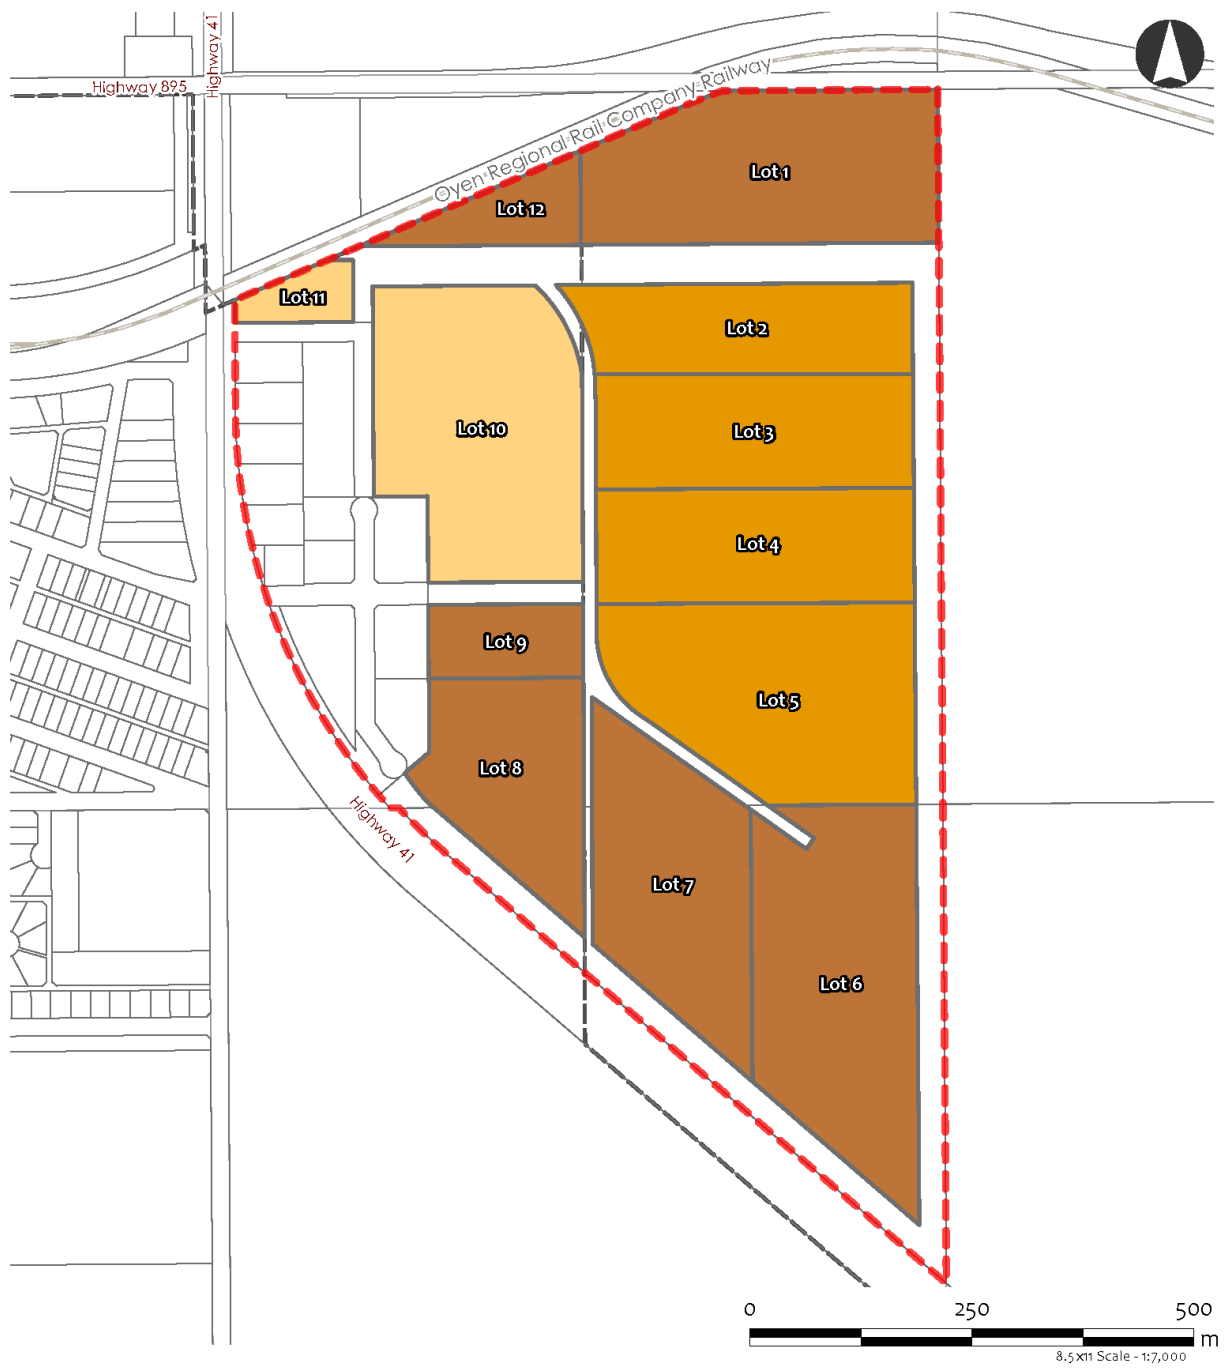 Highway 41
Highway 895
Oyen Regional Rail Company Railway
Lot 1
Lot 12
Lot 11
Lot 2
Lot 10
Lot 3
Lot 4
Lot 9
Lot 5
Lot 8
Highway 41
Lot 7
Lot 6
0 250 500
m
8.5x11 Scale - 1:7,000